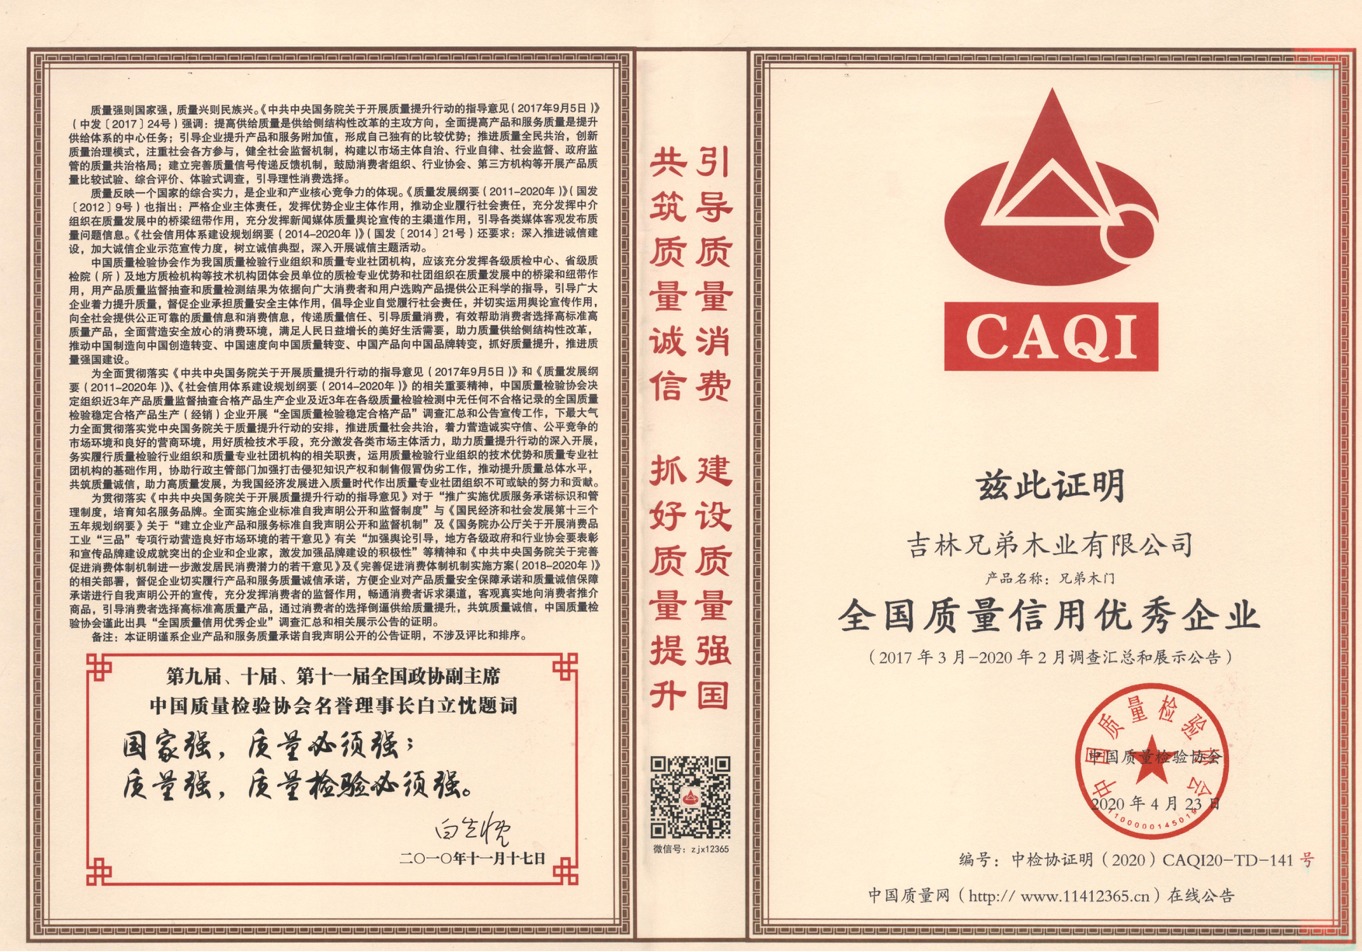 质量强则国家强，质量兴则民族兴。《中共中央国务院关于开展质量提升行动的指导意见（2017年9月5日）》
（中发〔2017〕24号）强调：提高供给质量是供给侧结构性改革的主攻方向，全面提高产品和服务质量是提升
供给体系的中心任务；引导企业提升产品和服务附加值，形成自己独有的比较优势；推进质量全民共治，创新
质量治理模式，注重社会各方参与，健全社会监督机制，构建以市场主体自治、行业自律、社会监督、政府监
管的质量共治格局；建立完善质量信号传递反馈机制，鼓励消费者组织、行业协会、第三方机构等开展产品质
量比较试验、综合评价、体验式调查，引导理性消费选择。
质量反映一个国家的综合实力，是企业和产业核心竞争力的体现。《质量发展纲要（2011-2020年）》（国发
〔2012〕9号）也指出：严格企业主体责任，发挥优势企业主体作用，推动企业履行社会责任，充分发挥中介
组织在质量发展中的桥梁纽带作用，充分发挥新闻媒体质量舆论宣传的主渠道作用，引导各类媒体客观发布质
量问题信息。《社会信用体系建设规划纲要（2014-2020年）》（国发〔2014〕21号）还要求：深入推进诚信建
设，加大诚信企业示范宣传力度，树立诚信典型，深入开展诚信主题活动。
中国质量检验协会作为我国质量检验行业组织和质量专业社团机构，应该充分发挥各级质检中心、省级质
检院（所）及地方质检机构等技术机构团体会员单位的质检专业优势和社团组织在质量发展中的桥梁和纽带作
用，用产品质量监督抽查和质量检测结果为依据向广大消费者和用户选购产品提供公正科学的指导，引导广大
企业着力提升质量，督促企业承担质量安全主体作用，倡导企业自觉履行社会责任，并切实运用舆论宣传作用，
向全社会提供公正可靠的质量信息和消费信息，传递质量信任、引导质量消费，有效帮助消费者选择高标准高
质量产品，全面营造安全放心的消费环境，满足人民日益增长的美好生活需要，助力质量供给侧结构性改革，
推动中国制造向中国创造转变、中国速度向中国质量转变、中国产品向中国品牌转变，抓好质量提升，推进质
量强国建设。
为全面贯彻落实《中共中央国务院关于开展质量提升行动的指导意见（2017年9月5日）》和《质量发展纲
要（2011-2020年）》、《社会信用体系建设规划纲要（2014-2020年）》的相关重要精神，中国质量检验协会决
定组织近3年产品质量监督抽查合格产品生产企业及近3年在各级质量检验检测中无任何不合格记录的全国质量
检验稳定合格产品生产（经销）企业开展“全国质量检验稳定合格产品”调查汇总和公告宣传工作，下最大气
力全面贯彻落实党中央国务院关于质量提升行动的安排，推进质量社会共治，着力营造诚实守信、公平竞争的
市场环境和良好的营商环境，用好质检技术手段，充分激发各类市场主体活力，助力质量提升行动的深入开展，
务实履行质量检验行业组织和质量专业社团机构的相关职责，运用质量检验行业组织的技术优势和质量专业社
团机构的基础作用，协助行政主管部门加强打击侵犯知识产权和制售假冒伪劣工作，推动提升质量总体水平，
共筑质量诚信，助力高质量发展，为我国经济发展进入质量时代作出质量专业社团组织不可或缺的努力和贡献。
为贯彻落实《中共中央国务院关于开展质量提升行动的指导意见》对于“推广实施优质服务承诺标识和管
理制度，培育知名服务品牌。全面实施企业标准自我声明公开和监督制度”与《国民经济和社会发展第十三个
五年规划纲要》关于“建立企业产品和服务标准自我声明公开和监督机制”及《国务院办公厅关于开展消费品
工业“三品”专项行动营造良好市场环境的若干意见》有关“加强舆论引导，地方各级政府和行业协会要表彰
和宣传品牌建设成就突出的企业和企业家，激发加强品牌建设的积极性”等精神和《中共中央国务院关于完善
促进消费体制机制进一步激发居民消费潜力的若干意见》及《完善促进消费体制机制实施方案（2018-2020年）》
的相关部署，督促企业切实履行产品和服务质量诚信承诺，方便企业对产品质量安全保障承诺和质量诚信保障
承诺进行自我声明公开的宣传，充分发挥消费者的监督作用，畅通消费者诉求渠道，客观真实地向消费者推介
商品，引导消费者选择高标准高质量产品，通过消费者的选择倒逼供给质量提升，共筑质量诚信，中国质量检
验协会谨此出具“全国质量信用优秀企业”调查汇总和相关展示公告的证明。
备注：本证明谨系企业产品和服务质量承诺自我声明公开的公告证明，不涉及评比和排序。
第九届、十届、第十一届全国政协副主席
中国质量检验协会名誉理事长白立忱题词
国家强，质量必须强；
质量强，质量检验必须强。
白立忱
二〇一〇年十一月十七日
引导质量消费 建设质量强国
共筑质量诚信 抓好质量提升
微信号：zjx12365
CAQI
兹此证明
吉林兄弟木业有限公司
产品名称：兄弟木门
全国质量信用优秀企业
（2017年3月-2020年2月调查汇总和展示公告）
中国质量检验协会
中国质量检验协会
2020年4月23日
编号：中检协证明（2020）CAQI20-TD-141号
中国质量网（http:// www.11412365.cn）在线公告